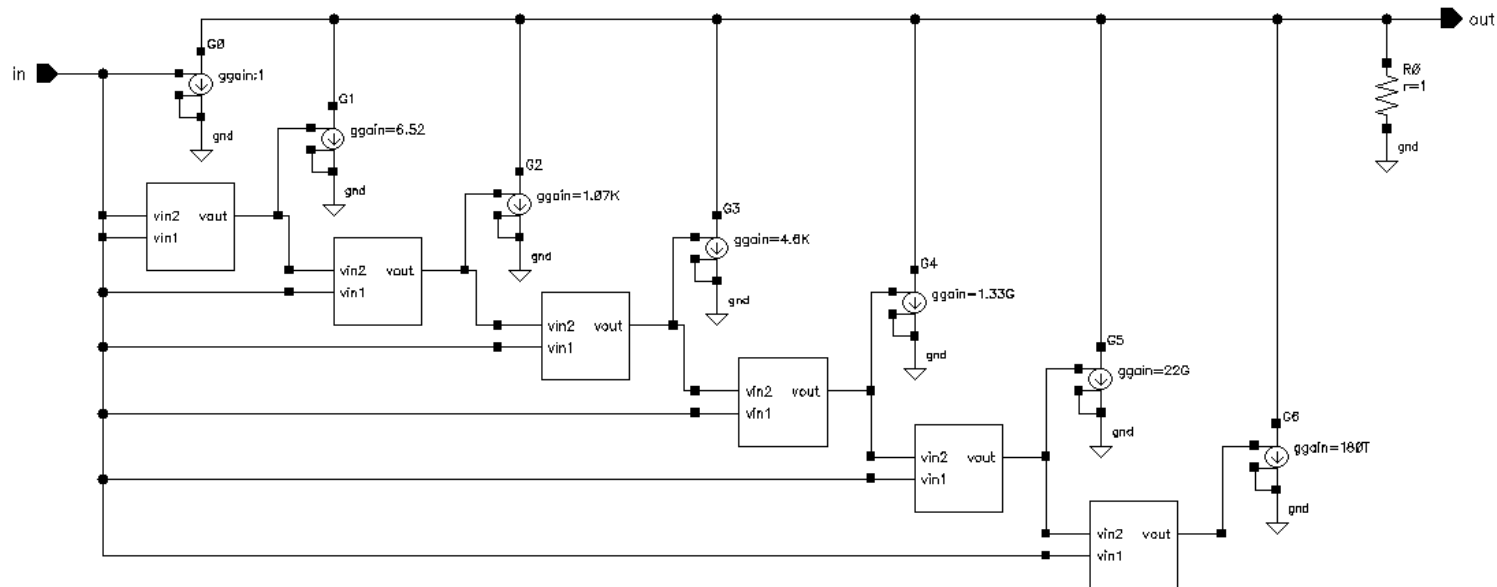 out
in
G0
ggain:1
gnd
G1
ggain=6.52
gnd
G2
ggain=1.07K
gnd
G3
ggain=4.6K
gnd
G4
ggain-1.33G
gnd
G5
ggain=22G
gnd
G6
ggain=180T
gnd
R0
r=1
gnd
vin2 vout
vin1
vin2 vout
vin1
vin2 vout
vin1
vin2 vout
vin1
vin2 vout
vin1
vin2 vout
vin1